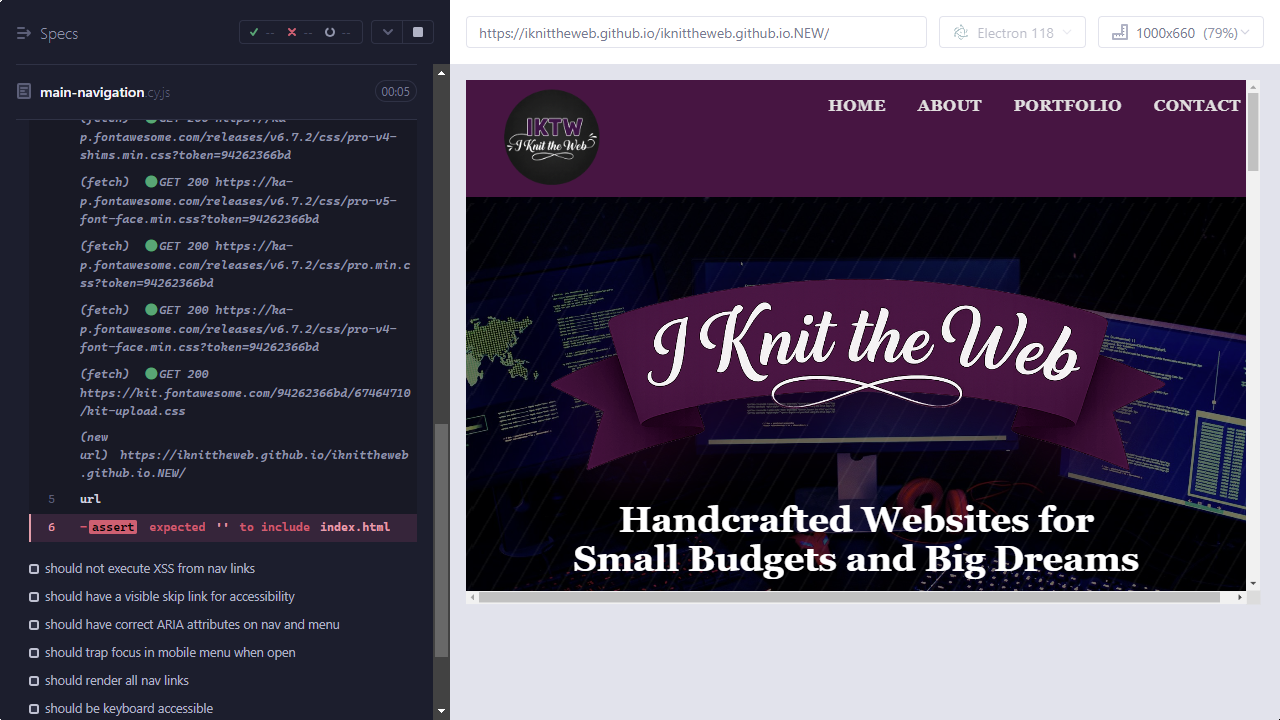 Specs
--
--
--
main-navigation.cy.js
00:05
(fetch) GET 200 https://ka-
p.fontawesome.com/releases/v6.7.2/css/pro-v4-
shims.min.css?token=94262366bd
(fetch) GET 200 https://ka-
p.fontawesome.com/releases/v6.7.2/css/pro-v5-
font-face.min.css?token=94262366bd
(fetch) GET 200 https://ka-
p.fontawesome.com/releases/v6.7.2/css/pro.min.c
ss?token=94262366bd
(fetch) GET 200 https://ka-
p.fontawesome.com/releases/v6.7.2/css/pro-v4-
font-face.min.css?token=94262366bd
(fetch) GET 200
https://kit.fontawesome.com/94262366bd/67464710
/kit-upload.css
(new
url) https://iknittheweb.github.io/iknittheweb
.github.io.NEW/
5 url
6 -assert expected '' to include index.html
should not execute XSS from nav links
should have a visible skip link for accessibility
should have correct ARIA attributes on nav and menu
should trap focus in mobile menu when open
should render all nav links
should be keyboard accessible
https://iknittheweb.github.io/iknittheweb.github.io.NEW/
Electron 118
1000x660 (79%)
IKTW
I Knit the Web
HOME ABOUT PORTFOLIO CONTACT
I Knit the Web
Handcrafted Websites for
Small Budgets and Big Dreams